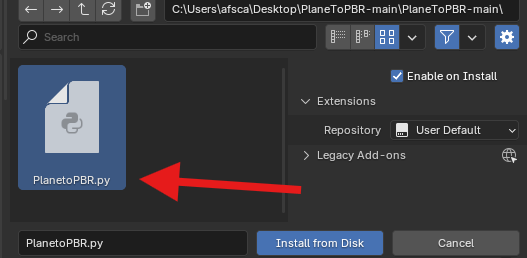 C:\Users\afsca\Desktop\PlaneToPBR-main\PlaneToPBR-main\
Search
Enable on Install
Extensions
Repository
User Default
Legacy Add-ons
PlanetoPBR.py
PlanetoPBR.py
Install from Disk
Cancel